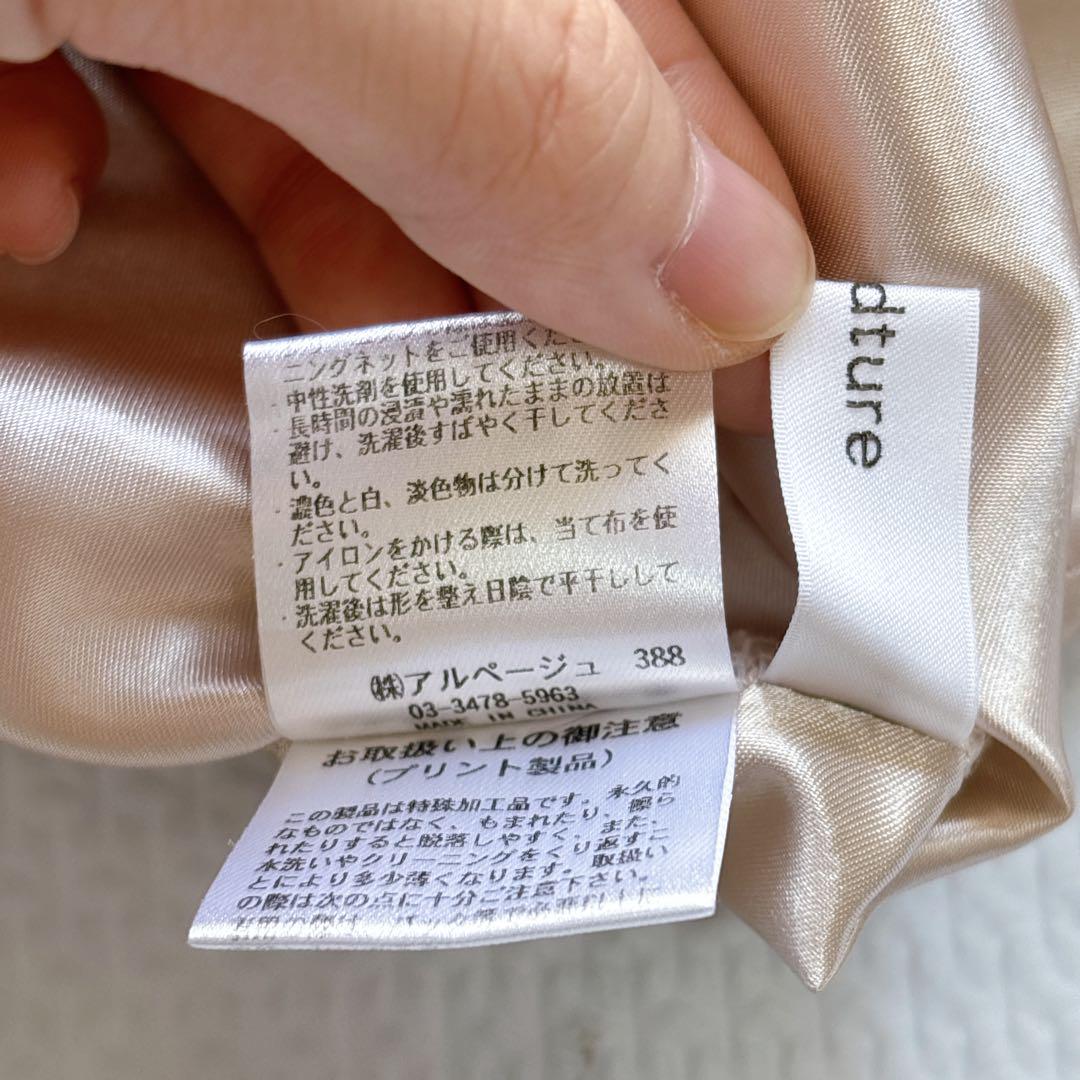 ニングネットをご使用くださ
・中性洗剤を使用してください。
・長時間の浸漬や濡れたままの放置は
避け、洗濯後すばやく干してくださ
い。
・濃色と白、淡色物は分けて洗ってく
ださい。
・アイロンをかける際は、当て布を使
用してください。
・洗濯後は形を整え日陰で平干しして
ください。
㈱アルページュ 388
03-3478-5963
MADE IN CHINA
お取扱い上の御注意
(プリント製品)
この製品は特殊加工品です。永久的
なものではなく、もまれたり、擦ら
れたりすると脱落しやすく、また、
水洗いやクリーニングをくり返すこ
とにより多少薄くなります。取扱い
の際は次の点に十分ご注意下さい。
dture